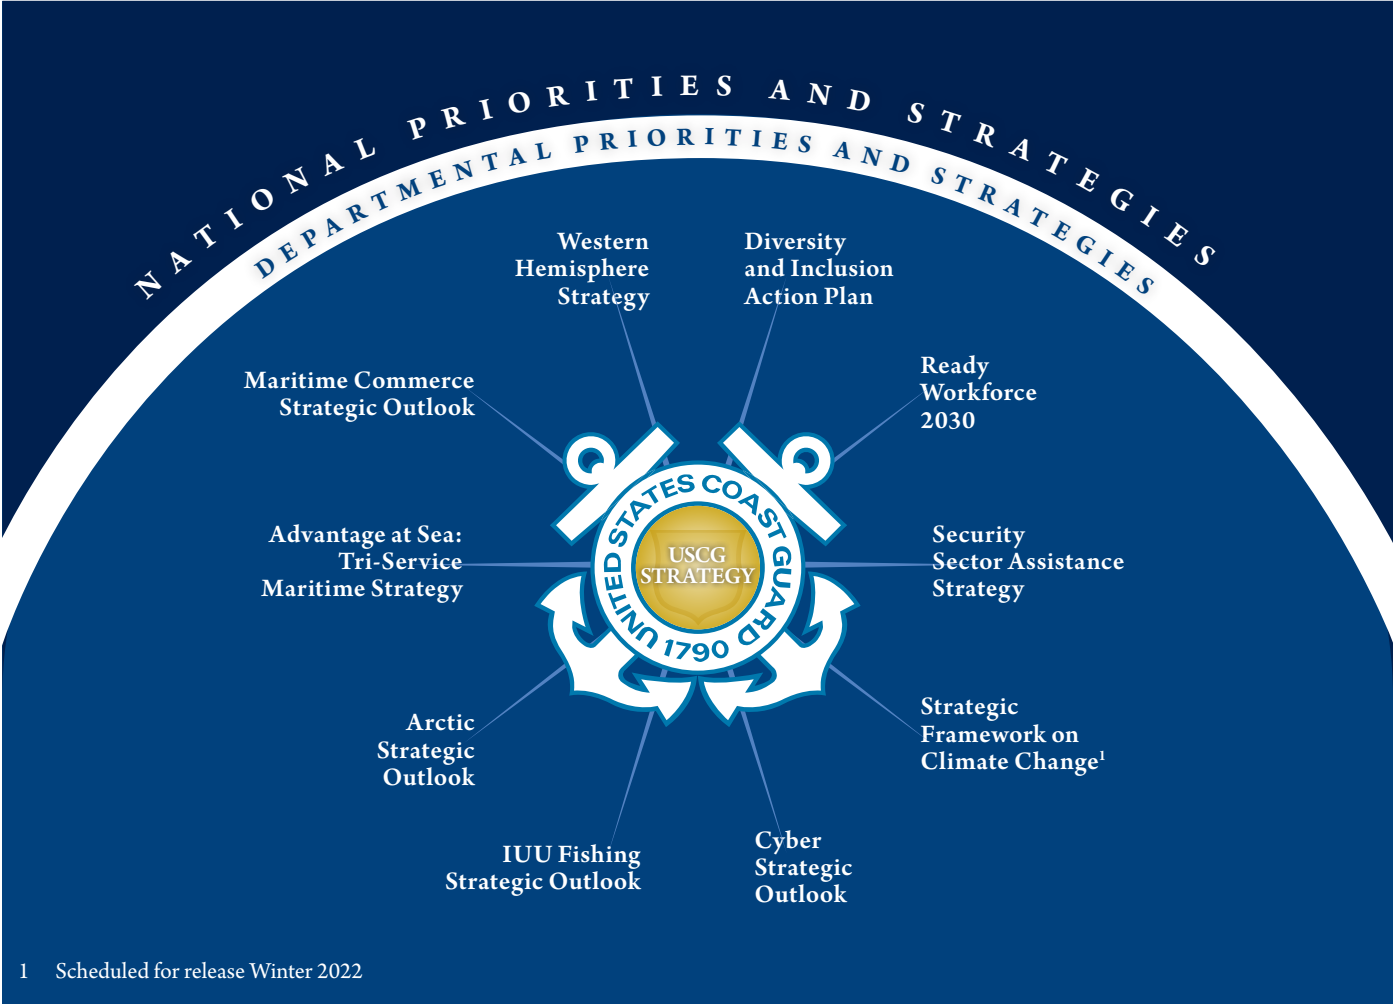 NATIONAL PRIORITIES AND STRATEGIES
DEPARTMENTAL PRIORITIES AND STRATEGIES
Western
Hemisphere
Strategy
Diversity
and Inclusion
Action Plan
Maritime Commerce
Strategic Outlook
Ready
Workforce
2030
Advantage at Sea:
Tri-Service
Maritime Strategy
UNITED STATES COAST GUARD
1790
USCG
STRATEGY
Security
Sector Assistance
Strategy
Arctic
Strategic
Outlook
Strategic
Framework on
Climate Change¹
IUU Fishing
Strategic Outlook
Cyber
Strategic
Outlook
1 Scheduled for release Winter 2022